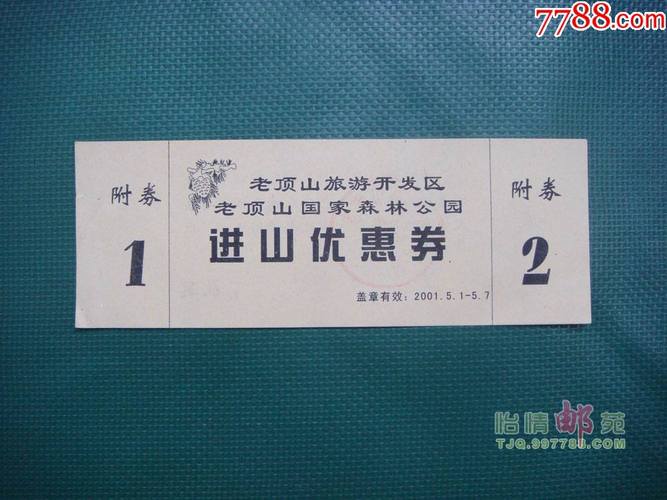 7788.com
老顶山旅游开发区
老顶山国家森林公园
进山优惠券
盖章有效：2001.5.1-5.7
附券
1
附券
2
怡情邮苑
TJQ.997788.COM